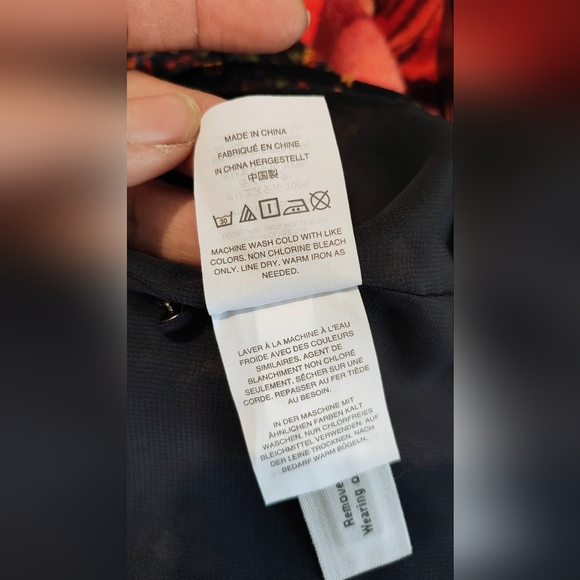 MADE IN CHINA
FABRIQUÉ EN CHINE
IN CHINA HERGESTELLT
中国製
30
MACHINE WASH COLD WITH LIKE
COLORS. NON CHLORINE BLEACH
ONLY. LINE DRY. WARM IRON AS
NEEDED.
LAVER À LA MACHINE À L'EAU
FROIDE AVEC DES COULEURS
SIMILAIRES. AGENT DE
BLANCHIMENT NON CHLORÉ
SEULEMENT. SÉCHER SUR UNE
CORDE. REPASSER AU FER TIÈDE
AU BESOIN.
IN DER MASCHINE MIT
ÄHNLICHEN FARBEN KALT
WASCHEN. NUR CHLORFREIES
BLEICHMITTEL VERWENDEN. AUF
DER LEINE TROCKNEN. NACH
BEDARF WARM BÜGELN.
Remove
Wearing o